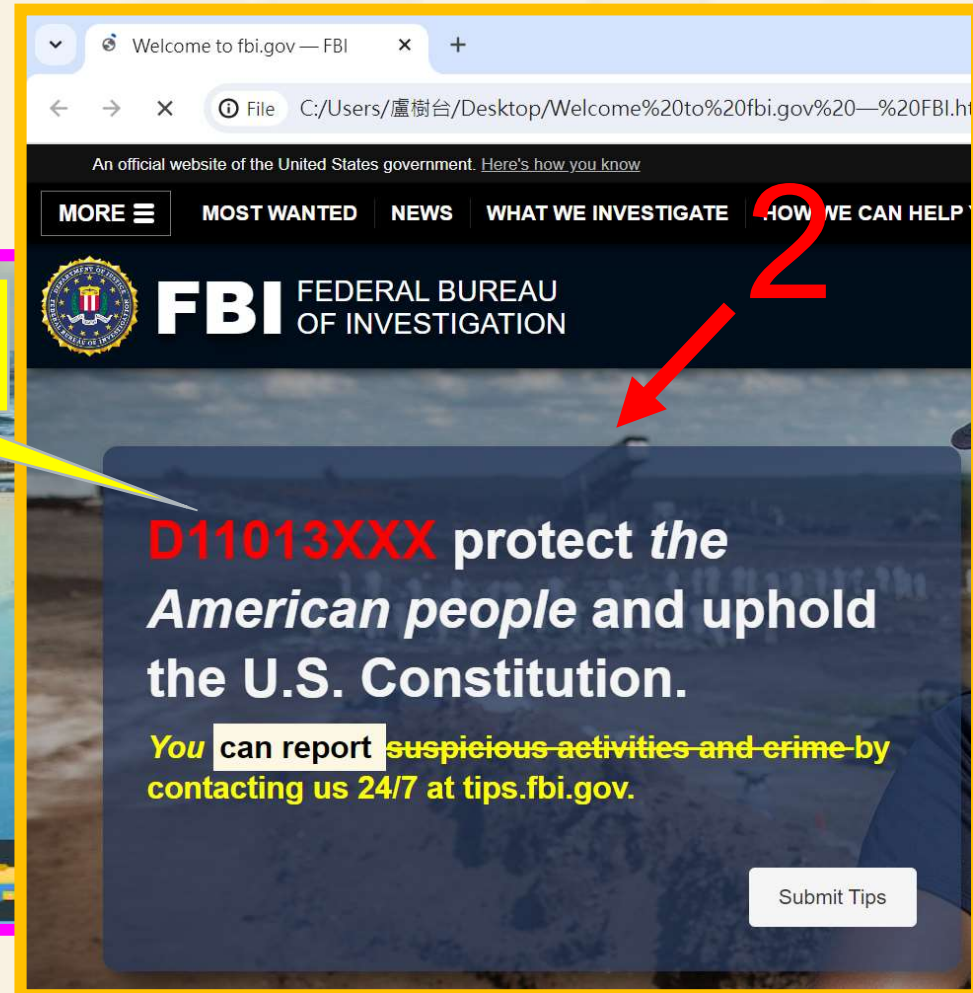 Welcome to fbi.gov — FBI
File C:/Users/盧樹台/Desktop/Welcome%20to%20fbi.gov%20—%20FBI.ht
An official website of the United States government. Here's how you know
MORE MOST WANTED NEWS WHAT WE INVESTIGATE HOW WE CAN HELP
2
FBI FEDERAL BUREAU
OF INVESTIGATION
D11013XXX protect the
American people and uphold
the U.S. Constitution.
You can report suspicious activities and crime by
contacting us 24/7 at tips.fbi.gov.
Submit Tips